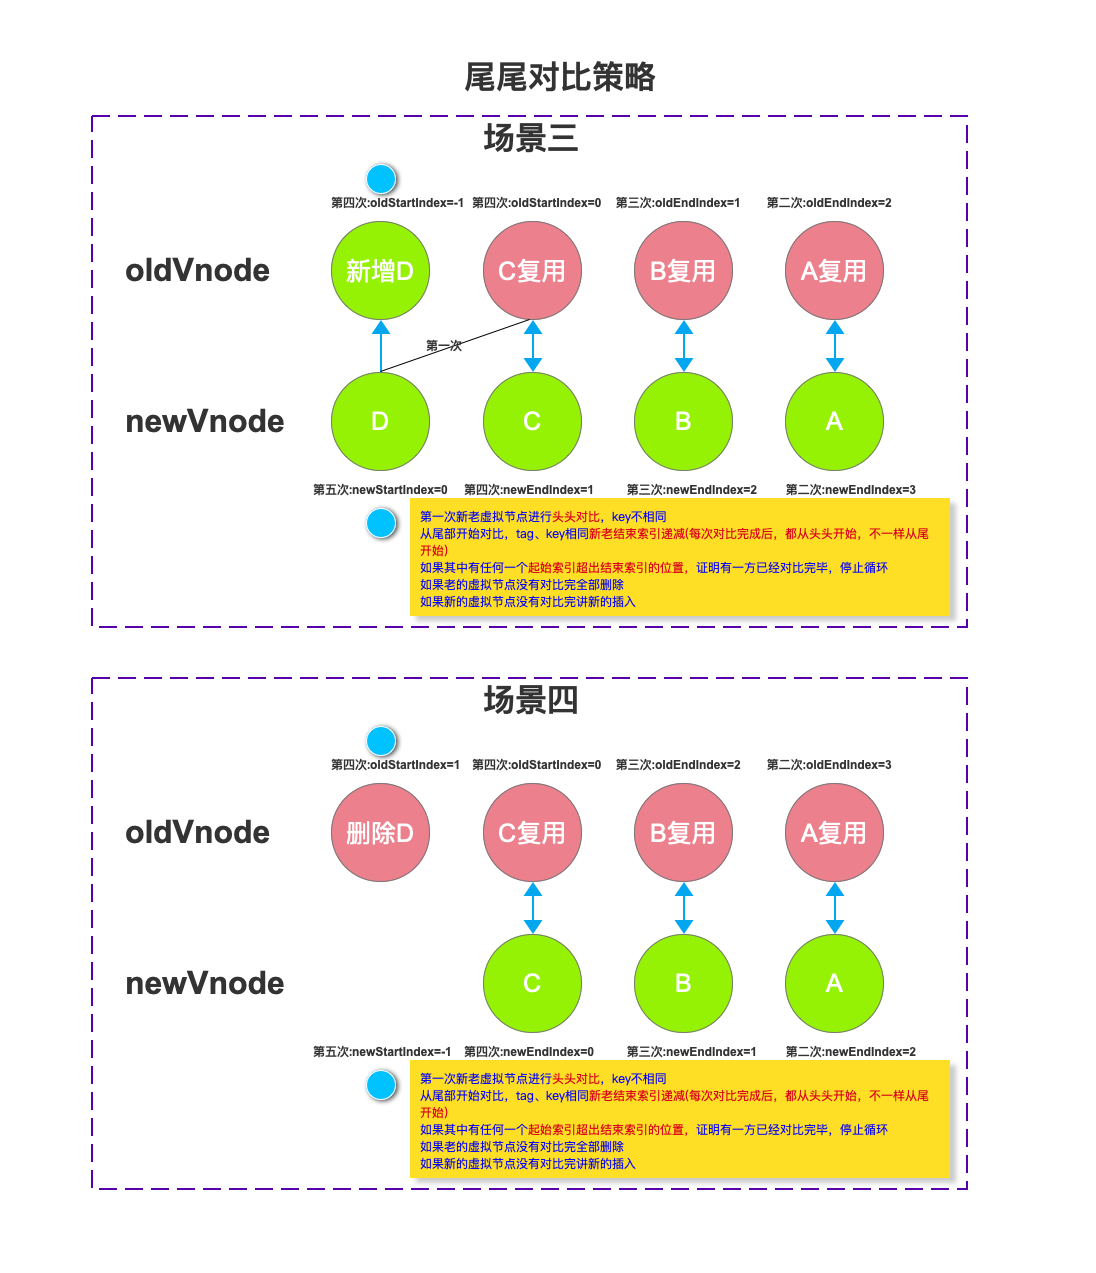 尾尾对比策略
场景三
第四次:oldStartIndex=-1 第四次:oldStartIndex=0 第三次:oldEndIndex=1 第二次:oldEndIndex=2
oldVnode 新增D C复用 B复用 A复用
第一次
newVnode D C B A
第五次:newStartIndex=0 第四次:newEndIndex=1 第三次:newEndIndex=2 第二次:newEndIndex=3
第一次新老虚拟节点进行头头对比，key不相同
从尾部开始对比，tag、key相同新老结束索引递减(每次对比完成后，都从头头开始，不一样从尾
开始)
如果其中有任何一个起始索引超出结束索引的位置，证明有一方已经对比完毕，停止循环
如果老的虚拟节点没有对比完全部删除
如果新的虚拟节点没有对比完讲新的插入
场景四
第四次:oldStartIndex=1 第四次:oldStartIndex=0 第三次:oldEndIndex=2 第二次:oldEndIndex=3
oldVnode 删除D C复用 B复用 A复用
newVnode C B A
第五次:newStartIndex=-1 第四次:newEndIndex=0 第三次:newEndIndex=1 第二次:newEndIndex=2
第一次新老虚拟节点进行头头对比，key不相同
从尾部开始对比，tag、key相同新老结束索引递减(每次对比完成后，都从头头开始，不一样从尾
开始)
如果其中有任何一个起始索引超出结束索引的位置，证明有一方已经对比完毕，停止循环
如果老的虚拟节点没有对比完全部删除
如果新的虚拟节点没有对比完讲新的插入